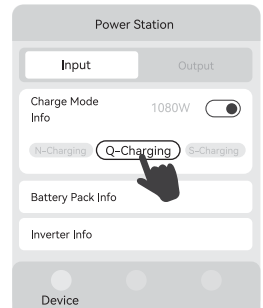 Power Station
Input Output
Charge Mode 1080W
Info
N-Charging Q-Charging S-Charging
Battery Pack Info
Inverter Info
Device